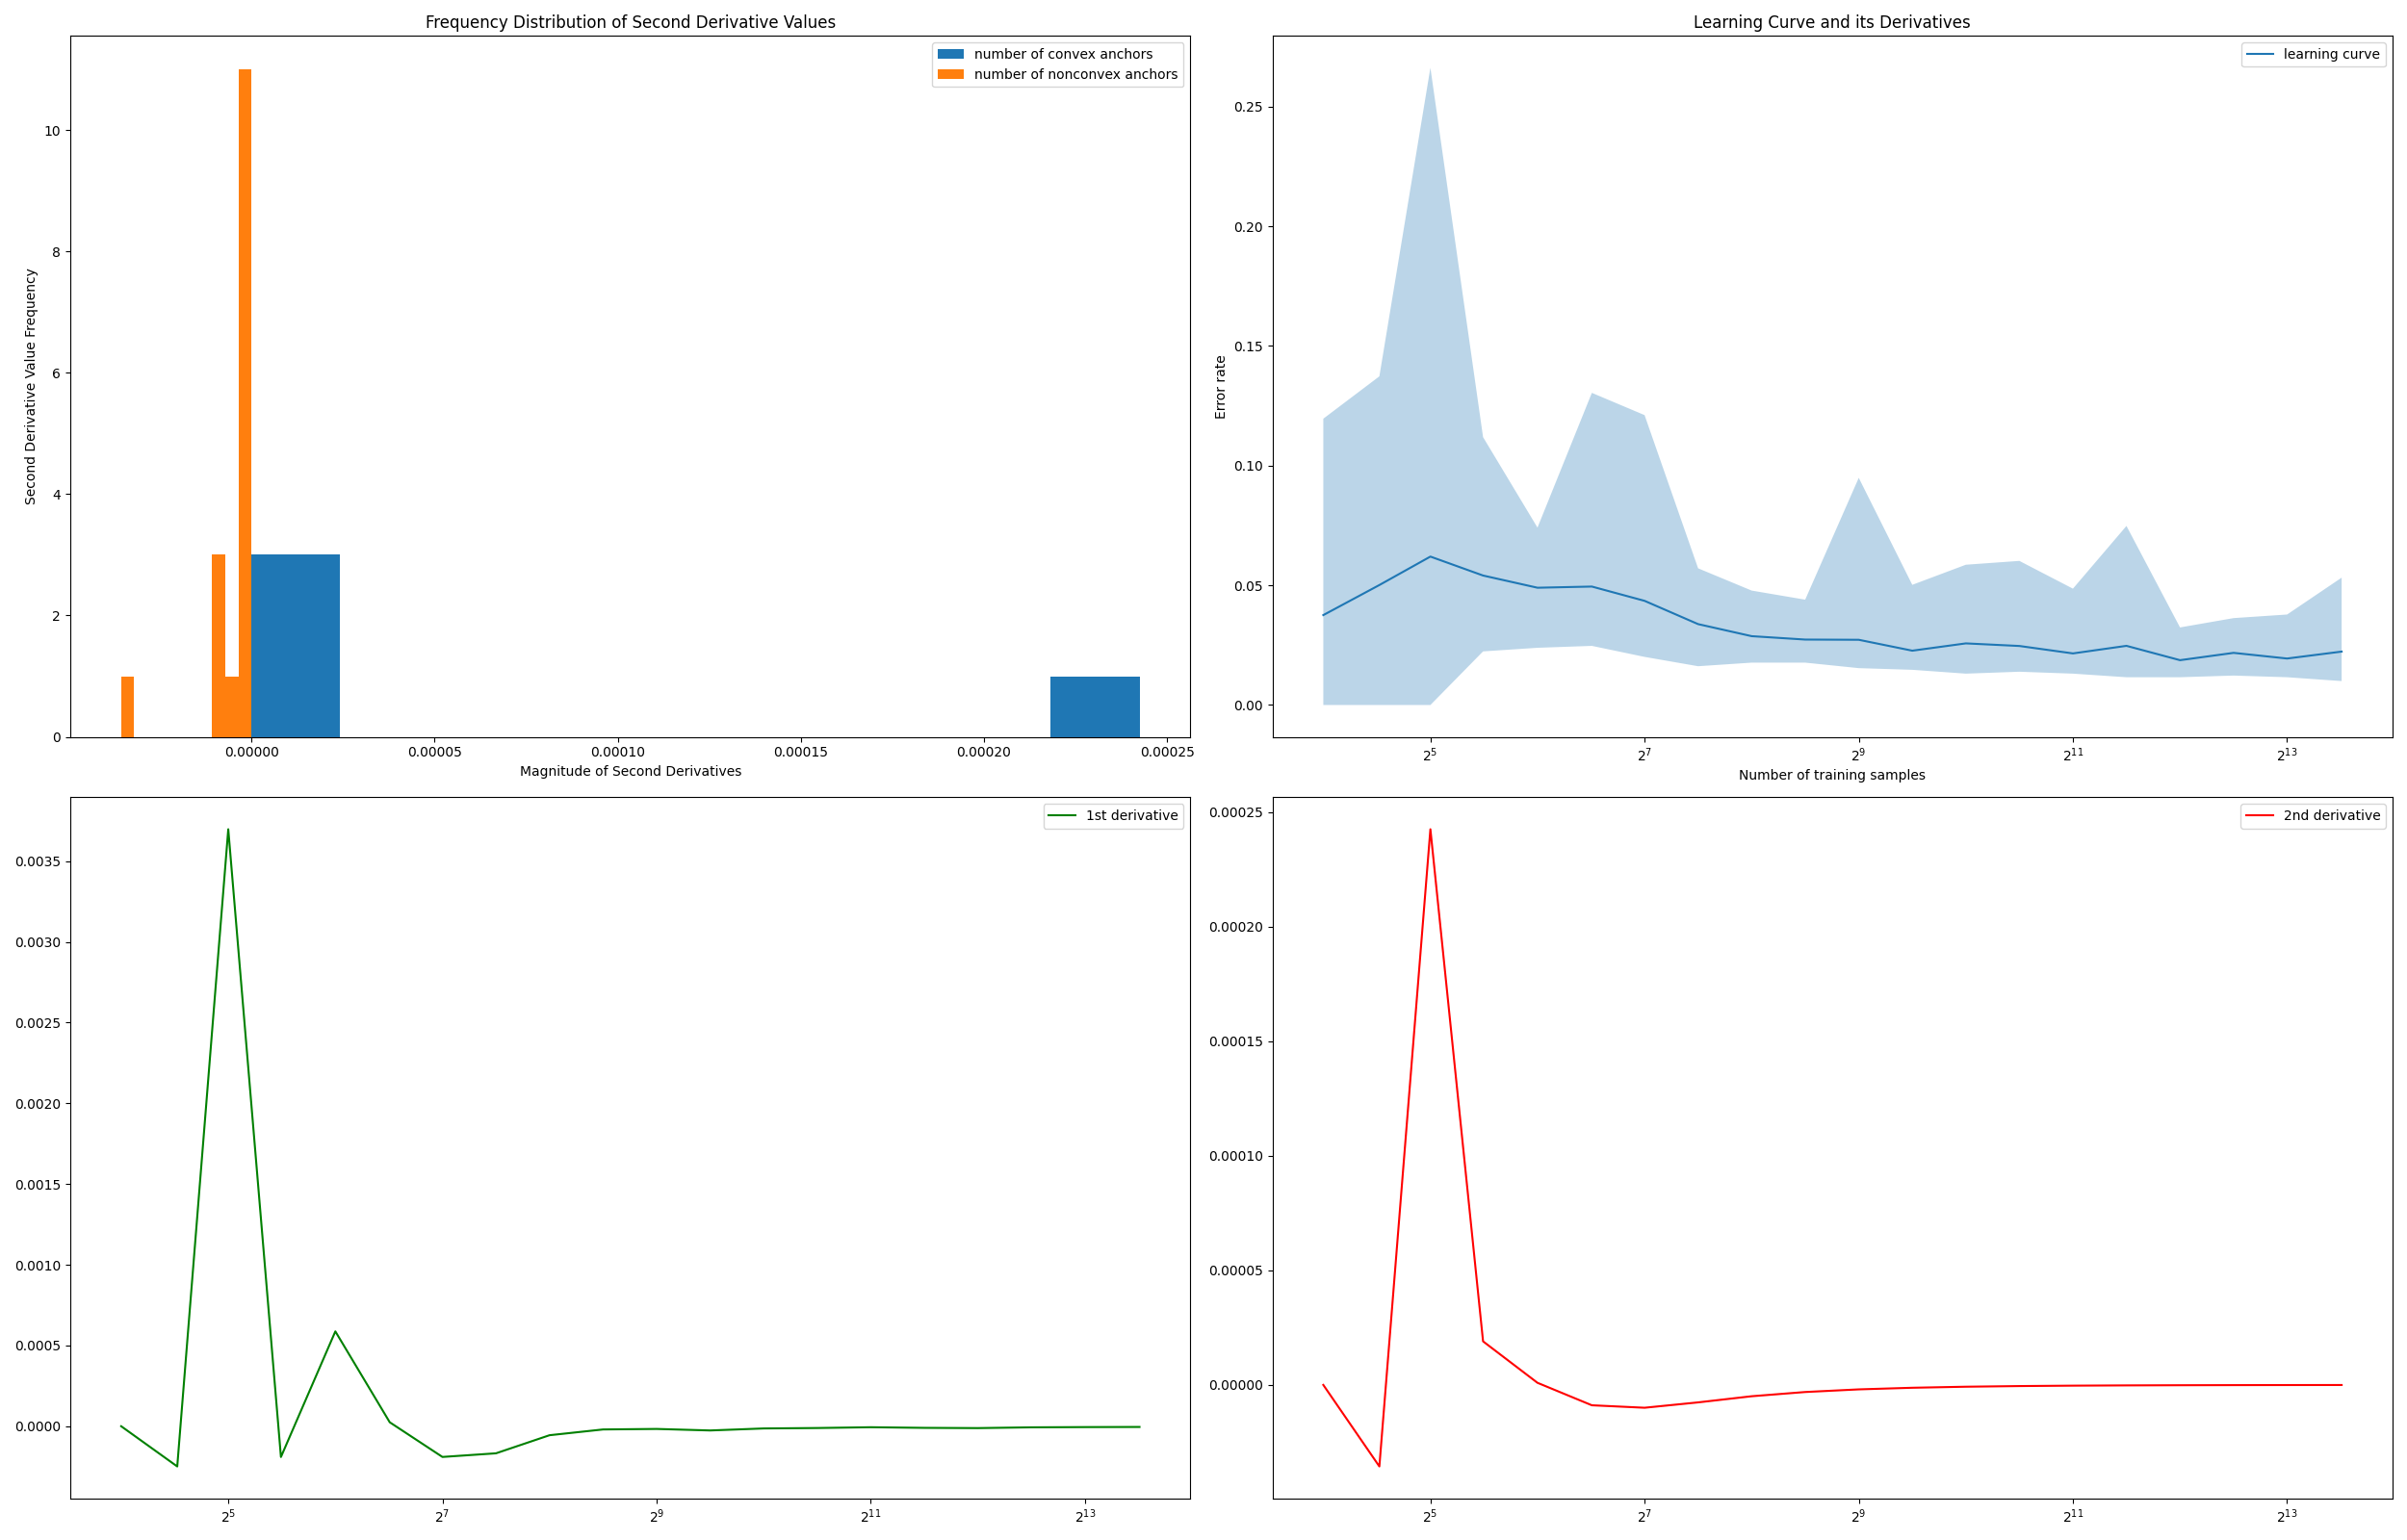 Frequency Distribution of Second Derivative Values
number of convex anchors
number of nonconvex anchors
Second Derivative Value Frequency
10
8
6
4
2
0
0.00000 0.00005 0.00010 0.00015 0.00020 0.00025
Magnitude of Second Derivatives
Learning Curve and its Derivatives
learning curve
Error rate
0.25
0.20
0.15
0.10
0.05
0.00
2^5 2^7 2^9 2^11 2^13
Number of training samples
1st derivative
0.0035
0.0030
0.0025
0.0020
0.0015
0.0010
0.0005
0.0000
2^5 2^7 2^9 2^11 2^13
2nd derivative
0.00025
0.00020
0.00015
0.00010
0.00005
0.00000
2^5 2^7 2^9 2^11 2^13